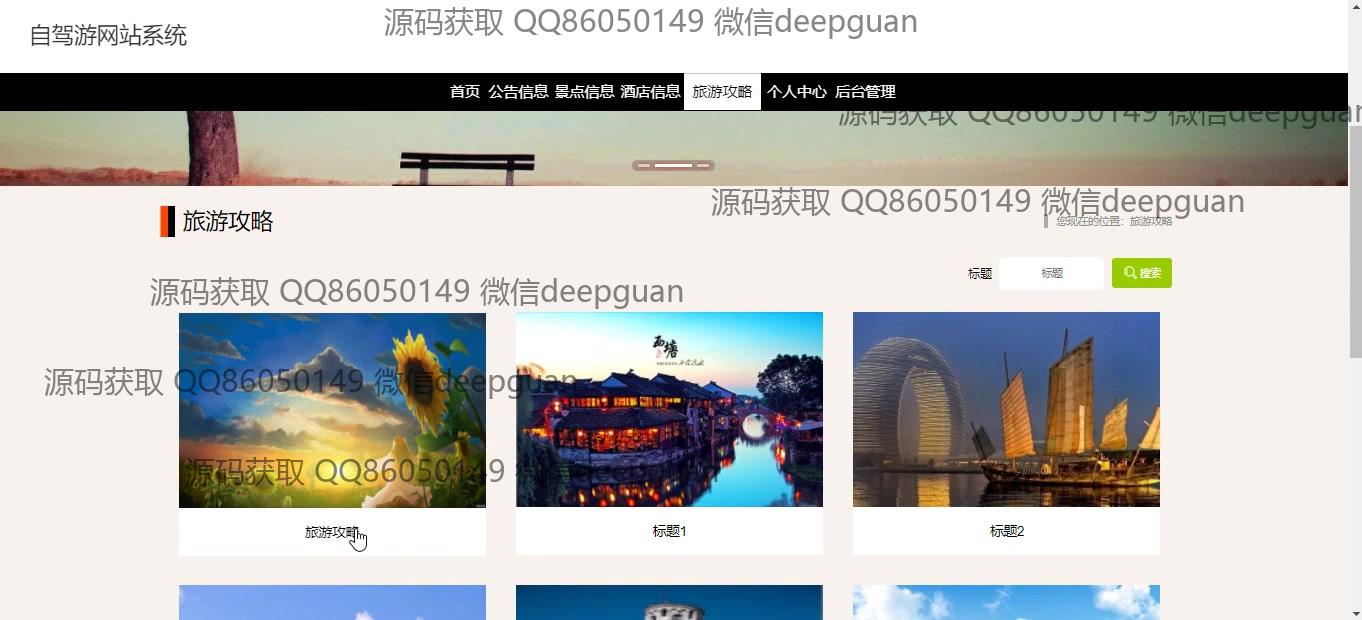 源码获取 QQ86050149 微信deepguan
自驾游网站系统
首页 公告信息 景点信息 酒店信息 旅游攻略 个人中心 后台管理
源码获取 QQ86050149 微信deepguan
源码获取 QQ86050149 微信deepguan
旅游攻略
您现在的位置：旅游攻略
标题 标题 搜索
源码获取 QQ86050149 微信deepguan
西塘
源码获取 QQ86050149 微信deepguan
源码获取 QQ86050149 微信deepguan
旅游攻略 标题1 标题2